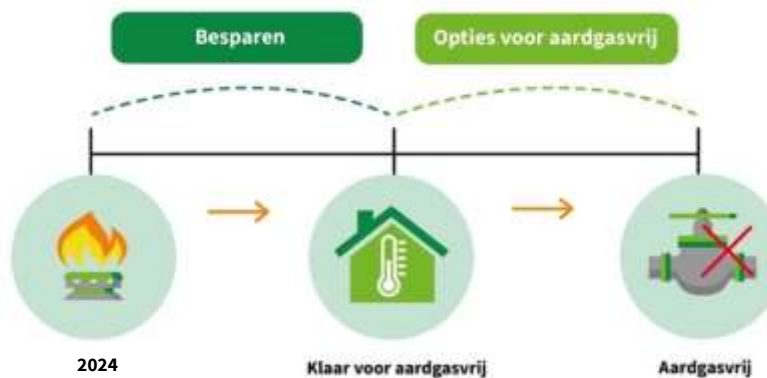 Besparen
Opties voor aardgasvrij
2024
Klaar voor aardgasvrij
Aardgasvrij